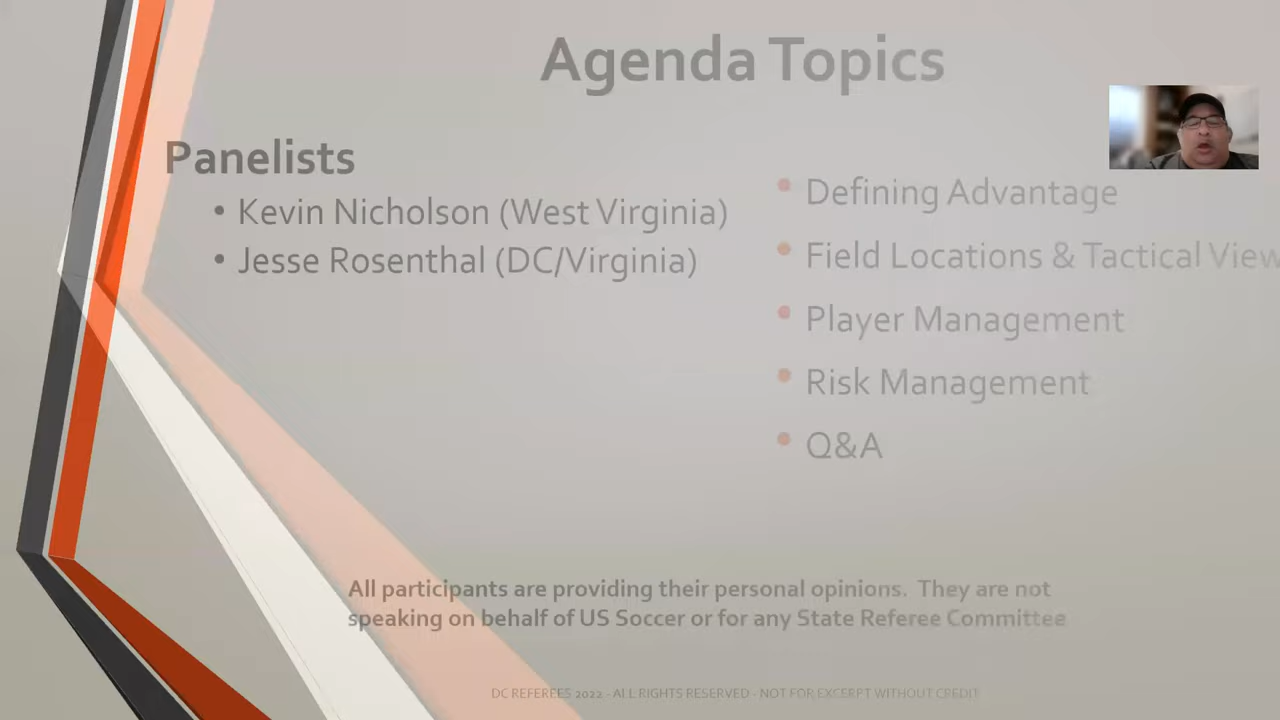 Agenda Topics
Panelists
• Kevin Nicholson (West Virginia)
• Jesse Rosenthal (DC/Virginia)
• Defining Advantage
• Field Locations & Tactical View
• Player Management
• Risk Management
• Q&A
All participants are providing their personal opinions. They are not
speaking on behalf of US Soccer or for any State Referee Committee
DC REFEREES 2022 - ALL RIGHTS RESERVED - NOT FOR EXCERPT WITHOUT CREDIT